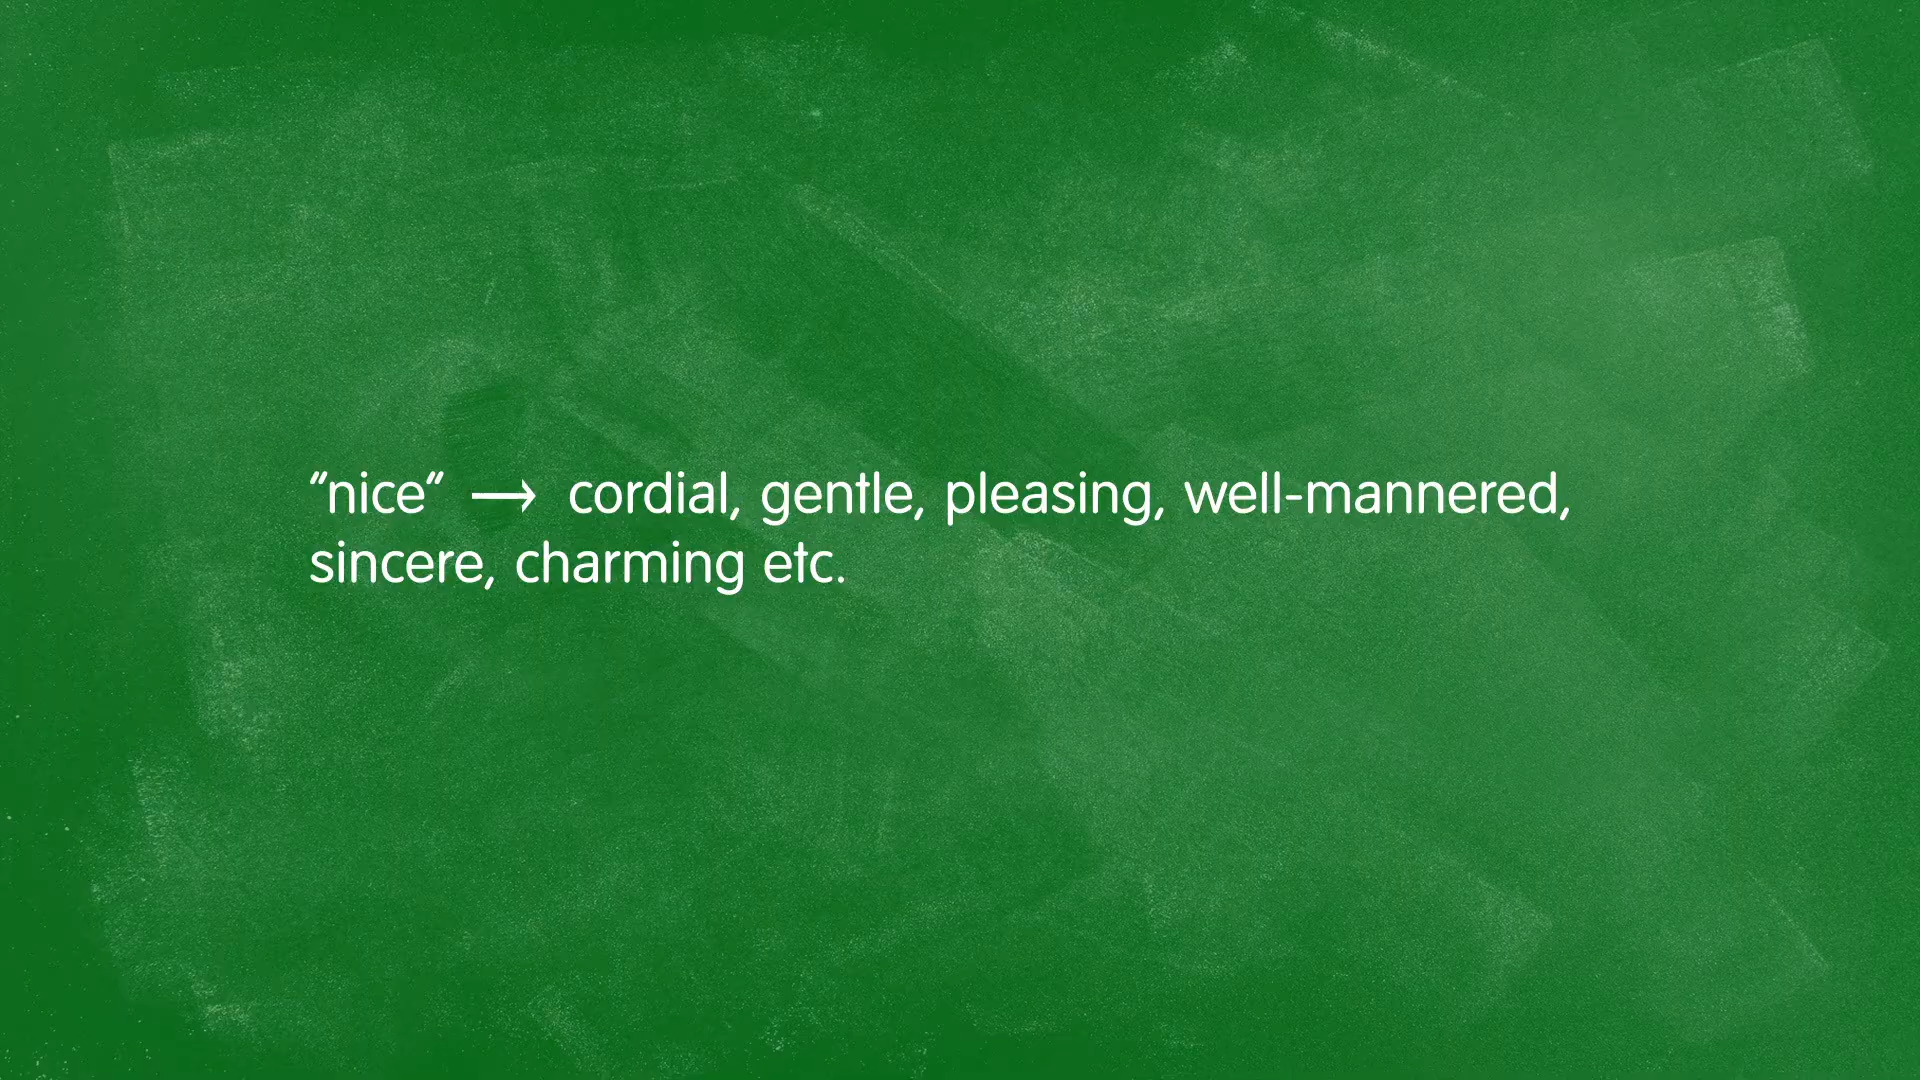 “nice“ → cordial, gentle, pleasing, well-mannered,
sincere, charming etc.